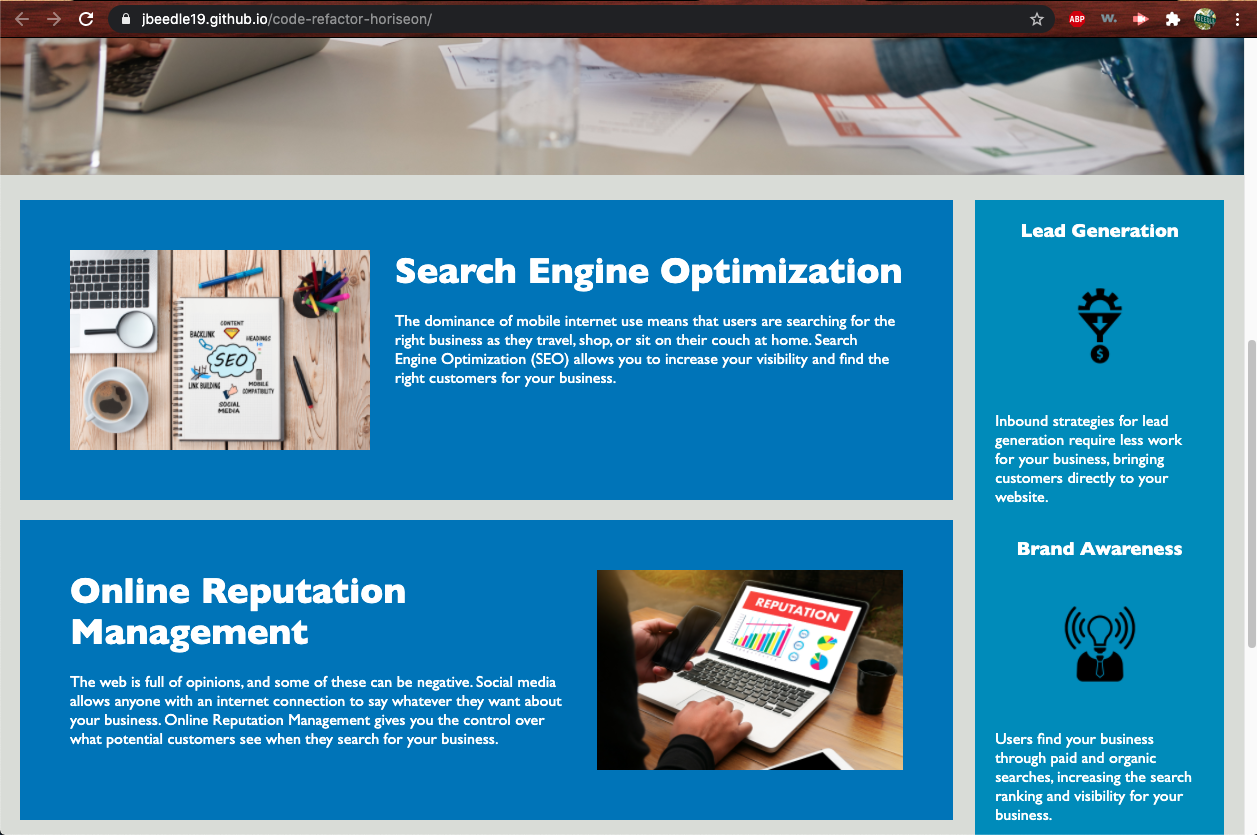 jbeedle19.github.io/code-refactor-horiseon/
ABP
W.
Search Engine Optimization
The dominance of mobile internet use means that users are searching for the
right business as they travel, shop, or sit on their couch at home. Search
Engine Optimization (SEO) allows you to increase your visibility and find the
right customers for your business.
CONTENT
BACKLINK
HEADINGS
SEO
LINK BUILDING
MOBILE
COMPATIBILITY
SOCIAL
MEDIA
Online Reputation
Management
The web is full of opinions, and some of these can be negative. Social media
allows anyone with an internet connection to say whatever they want about
your business. Online Reputation Management gives you the control over
what potential customers see when they search for your business.
REPUTATION
Lead Generation
$
Inbound strategies for lead
generation require less work
for your business, bringing
customers directly to your
website.
Brand Awareness
Users find your business
through paid and organic
searches, increasing the search
ranking and visibility for your
business.